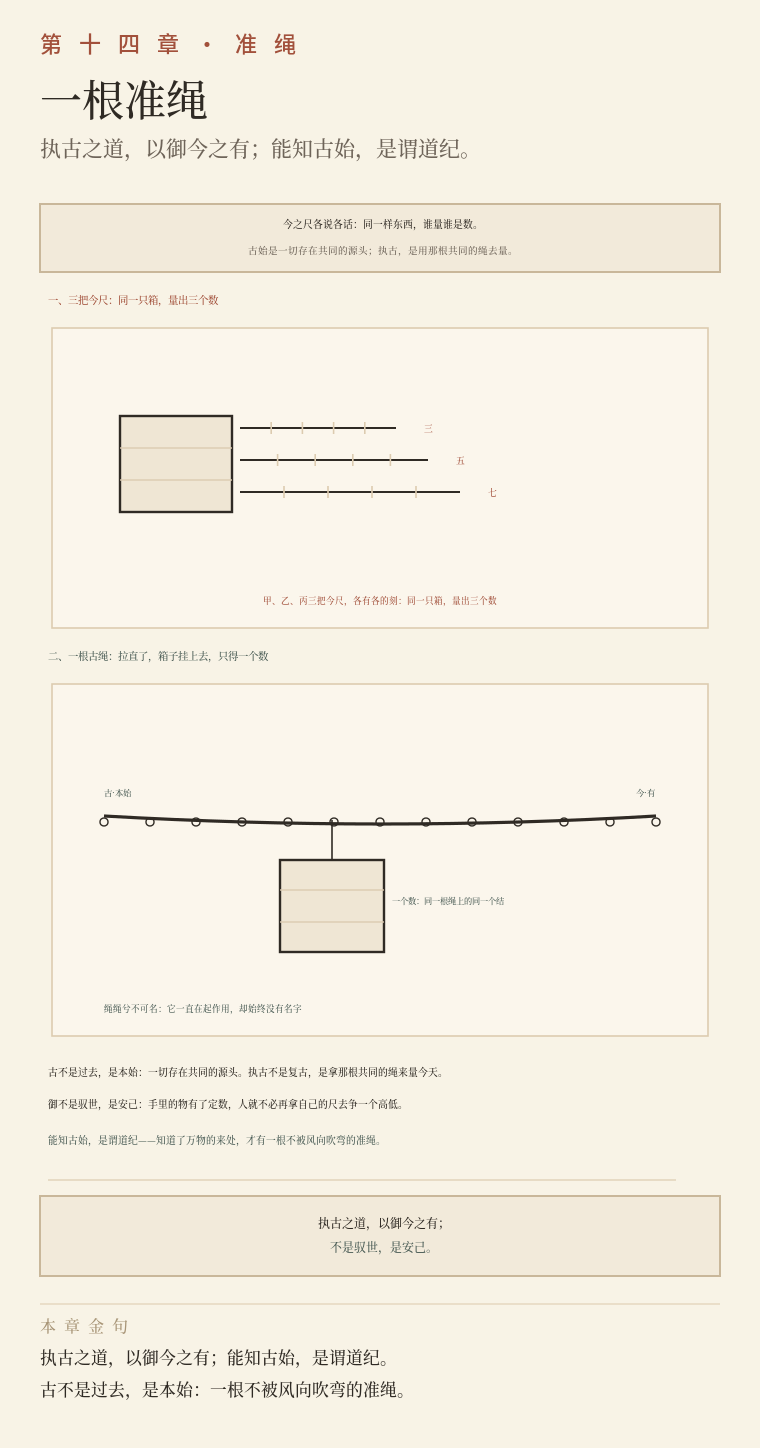 第十四章·准绳
一根准绳
执古之道，以御今之有；能知古始，是谓道纪。
今之尺各说各话：同一样东西，谁量谁是数。
古始是一切存在共同的源头；执古，是用那根共同的绳去量。
一、三把今尺：同一只箱，量出三个数
三
五
七
甲、乙、丙三把今尺，各有各的刻：同一只箱，量出三个数
二、一根古绳：拉直了，箱子挂上去，只得一个数
古·本始
今·有
一个数：同一根绳上的同一个结
绳绳兮不可名：它一直在起作用，却始终没有名字
古不是过去，是本始：一切存在共同的源头。执古不是复古，是拿那根共同的绳来量今天。
御不是驭世，是安己：手里的物有了定数，人就不必再拿自己的尺去争一个高低。
能知古始，是谓道纪——知道了万物的来处，才有一根不被风向吹弯的准绳。
执古之道，以御今之有；
不是驭世，是安己。
本章金句
执古之道，以御今之有；能知古始，是谓道纪。
古不是过去，是本始：一根不被风向吹弯的准绳。